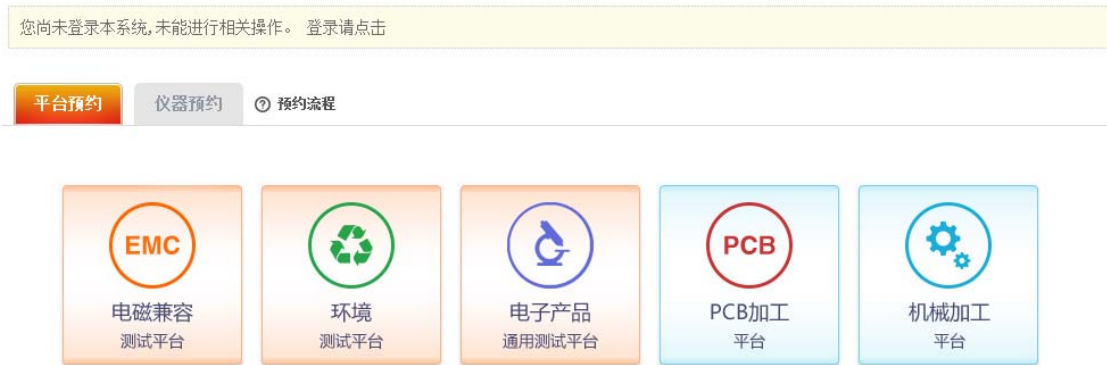 您尚未登录本系统,未能进行相关操作。 登录请点击
平台预约 仪器预约 ? 预约流程
EMC PCB
电磁兼容 环境 电子产品 PCB加工 机械加工
测试平台 测试平台 通用测试平台 平台 平台